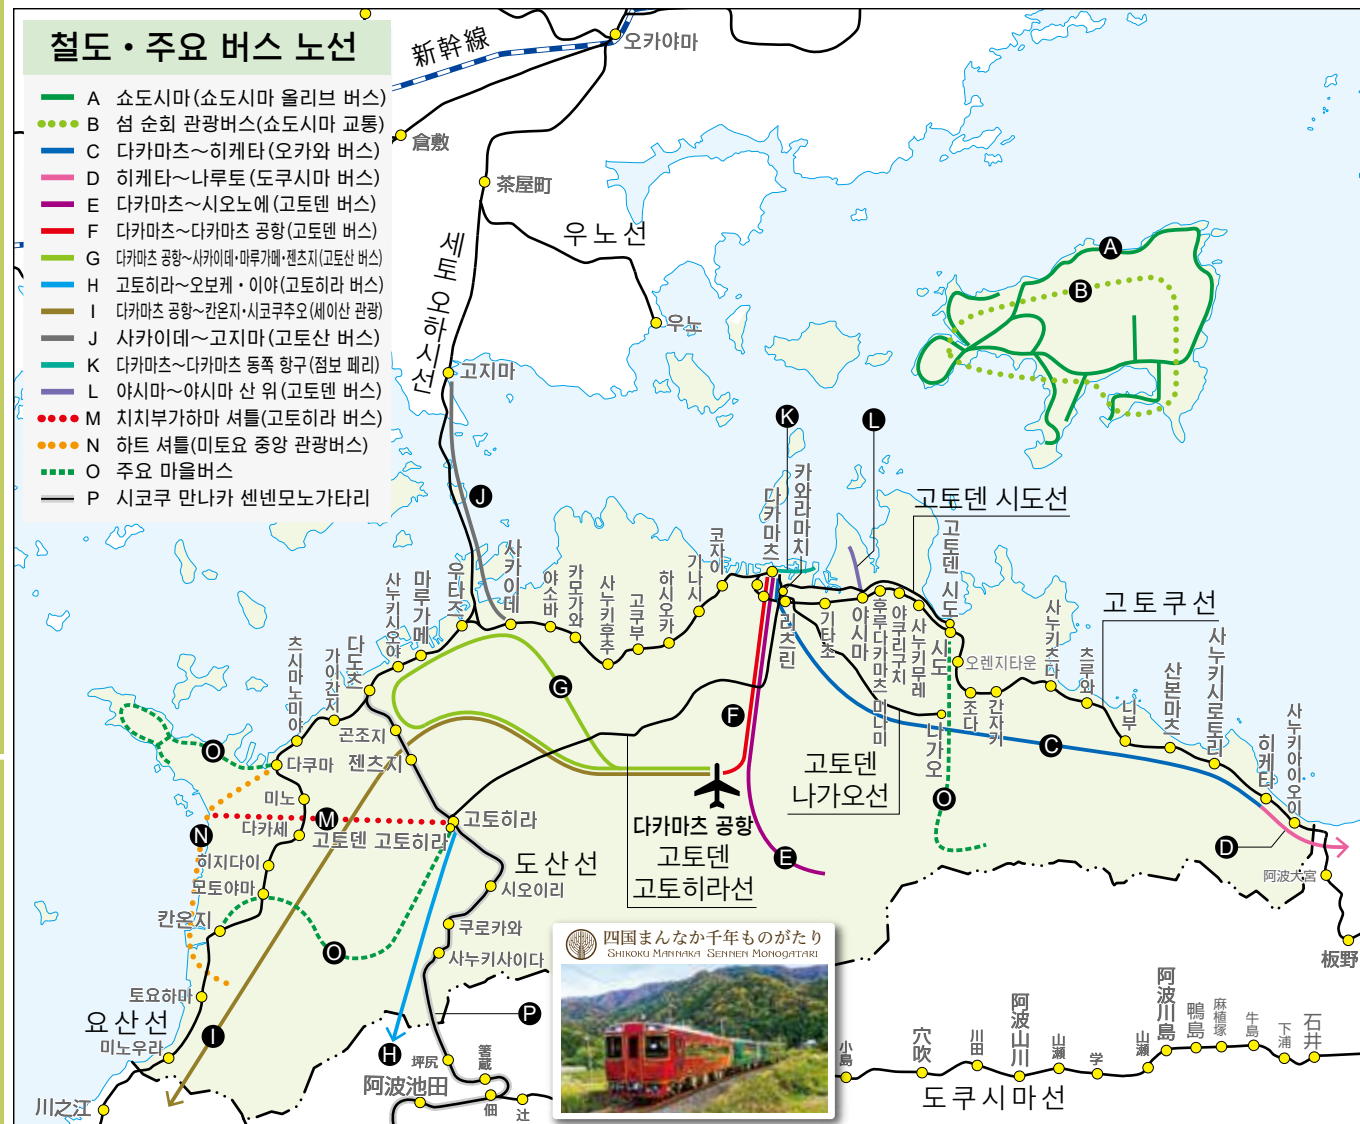 철도・주요 버스 노선
A 쇼도시마(쇼도시마 올리브 버스)
B 섬 순회 관광버스(쇼도시마 교통)
C 다카마츠～히케타(오카와 버스)
D 히케타～나루토(도쿠시마 버스)
E 다카마츠～시오노에(고토덴 버스)
F 다카마츠～다카마츠 공항(고토덴 버스)
G 다카마츠 공항～사카이데・마루가메・젠츠지(고토산 버스)
H 고토히라～오보케・이야(고토히라 버스)
I 다카마츠 공항～칸온지・시코쿠추오(세이산 관광)
J 사카이데～고지마(고토산 버스)
K 다카마츠～다카마츠 동쪽 항구(점보 페리)
L 야시마～야시마 산 위(고토덴 버스)
M 치치부가하마 셔틀(고토히라 버스)
N 하트 셔틀(미토요 중앙 관광버스)
O 주요 마을버스
P 시코쿠 만나카 센넨모노가타리
新幹線
오카야마
倉敷
茶屋町
우노선
세토 오하시선
우노
고지마
A
B
K
L
J
고토덴 시도선
다카마츠
카와라마치
고토덴 시도
코자이
가나시
하시오카
고쿠부
사누키후추
카모가와
야소바
사카이데
우타즈
마루가메
사누키시오야
다도츠
가이간지
츠시마노미야
리츠린
기타초
야시마
후루다카마츠미나미
야쿠리구치
사누키무레
시도
오렌지타운
조다
간자키
사누키츠다
츠루와
고토쿠선
니부
산본마츠
사누키시로토리
히케타
사누키아이오이
G
F
C
O
나가오
고토덴
나가오선
O
곤조지
젠츠지
다쿠마
미노
다카세
M
N
고토히라
고토덴 고토히라
다카마츠 공항
고토덴
고토히라선
E
D
阿波大宮
板野
히지다이
모토야마
칸온지
O
도산선
시오이리
쿠로카와
사누키사이다
토요하마
요산선
미노우라
I
H
P
川之江
坪尻
箸蔵
阿波池田
佃
辻
四国まんなか千年ものがたり
SHIKOKU MANNAKA SENNEN MONOGATARI
小島
穴吹
川田
阿波山川
山瀬
学
山瀬
阿波川島
鴨島
麻植塚
牛島
下浦
石井
도쿠시마선